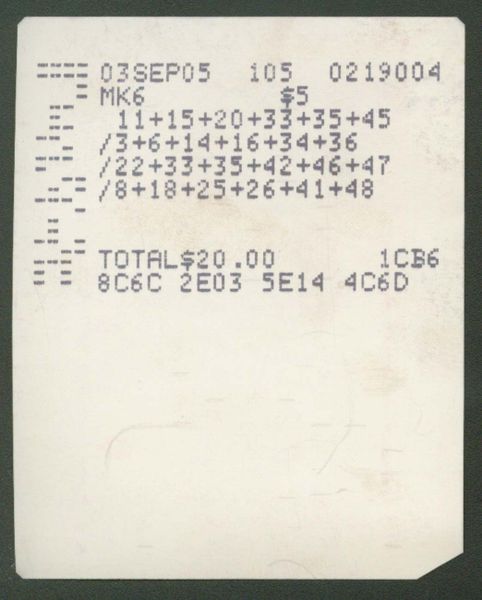 03SEP05 105 0219004
MK6 $5
11+15+20+33+35+45
/3+6+14+16+34+36
/22+33+35+42+46+47
/8+18+25+26+41+48
TOTAL$20.00 1CB6
8C6C 2E03 5E14 4C6D